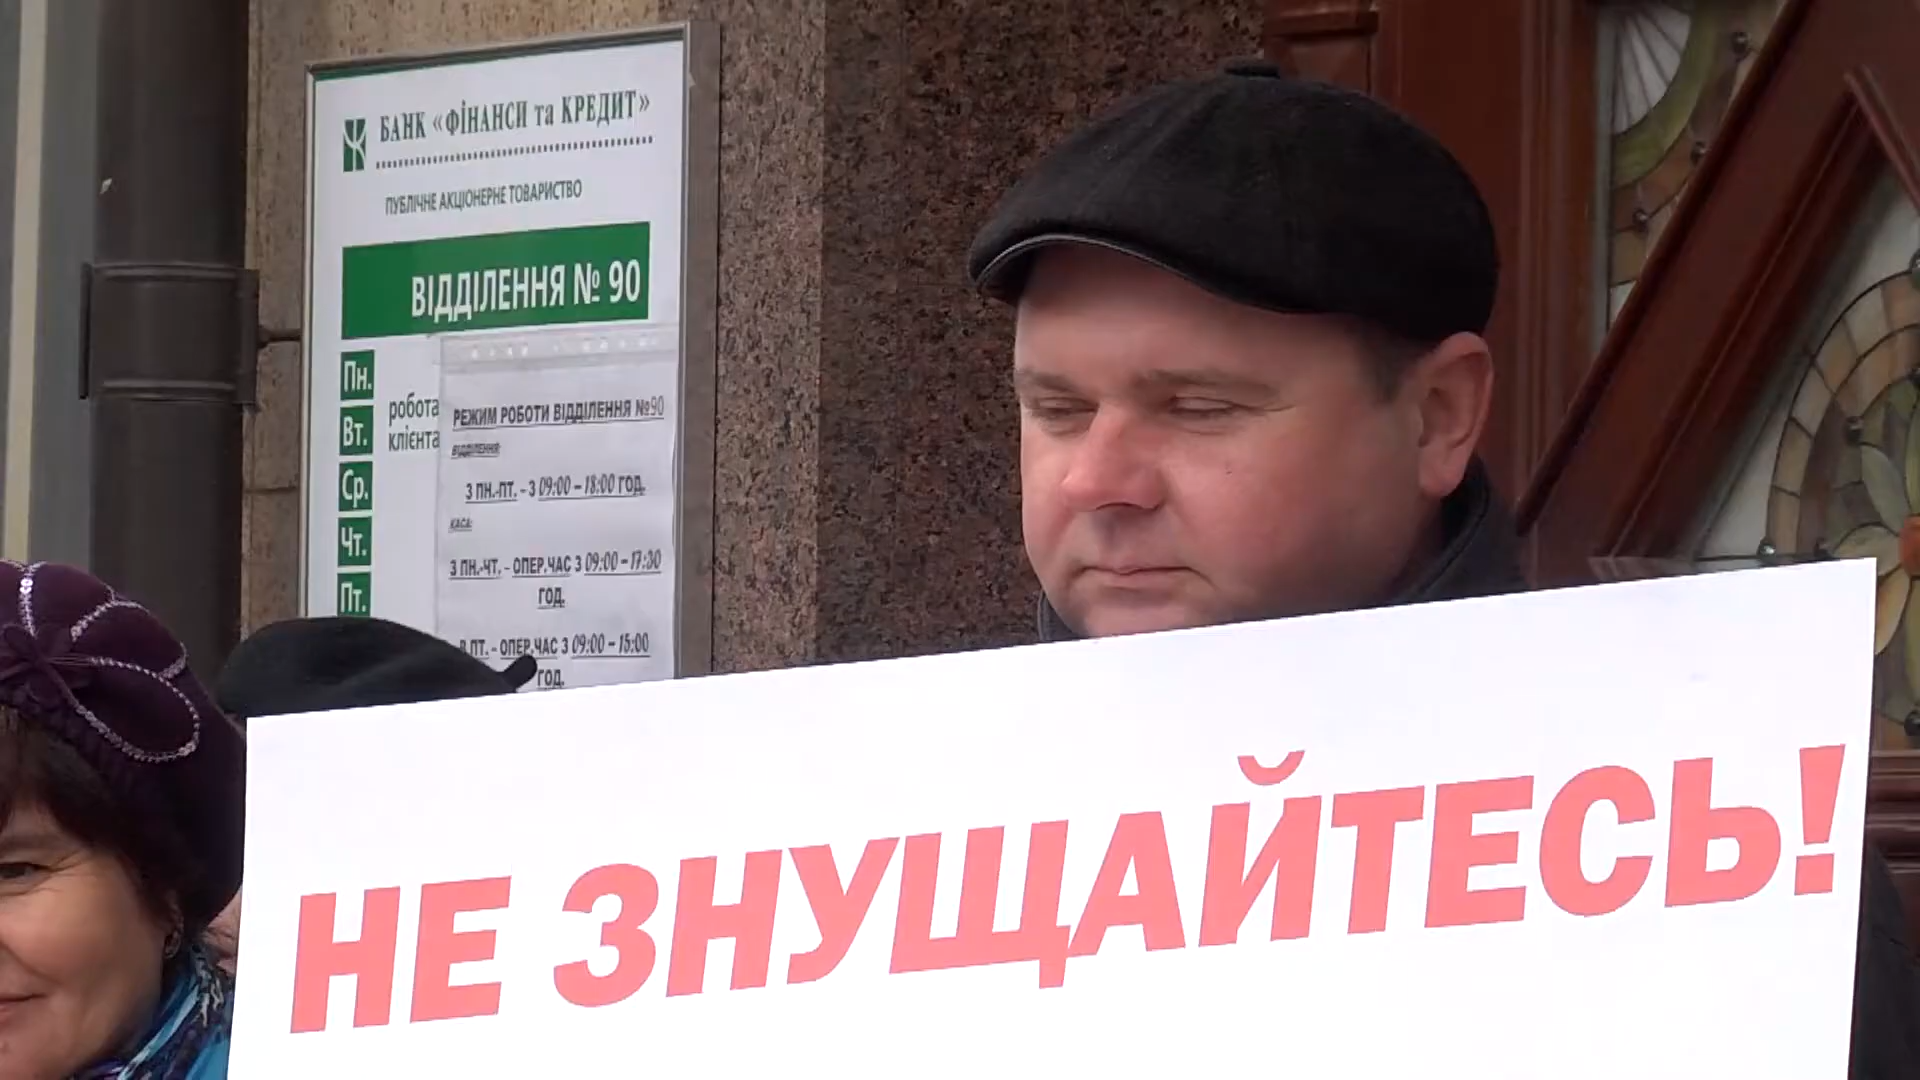 БАНК «ФІНАНСИ та КРЕДИТ»
ПУБЛІЧНЕ АКЦІОНЕРНЕ ТОВАРИСТВО
ВІДДІЛЕННЯ № 90
Пн.
Вт.
Ср.
Чт.
Пт.
робота
клієнта
РЕЖИМ РОБОТИ ВІДДІЛЕННЯ №90
ВІДДІЛЕННЯ:
З ПН.-ПТ. – З 09:00 – 18:00 ГОД.
КАСА:
З ПН.-ЧТ. – ОПЕР.ЧАС З 09:00 – 17:30
ГОД.
В ПТ. – ОПЕР.ЧАС З 09:00 – 15:00
ГОД.
НЕ ЗНУЩАЙТЕСЬ!